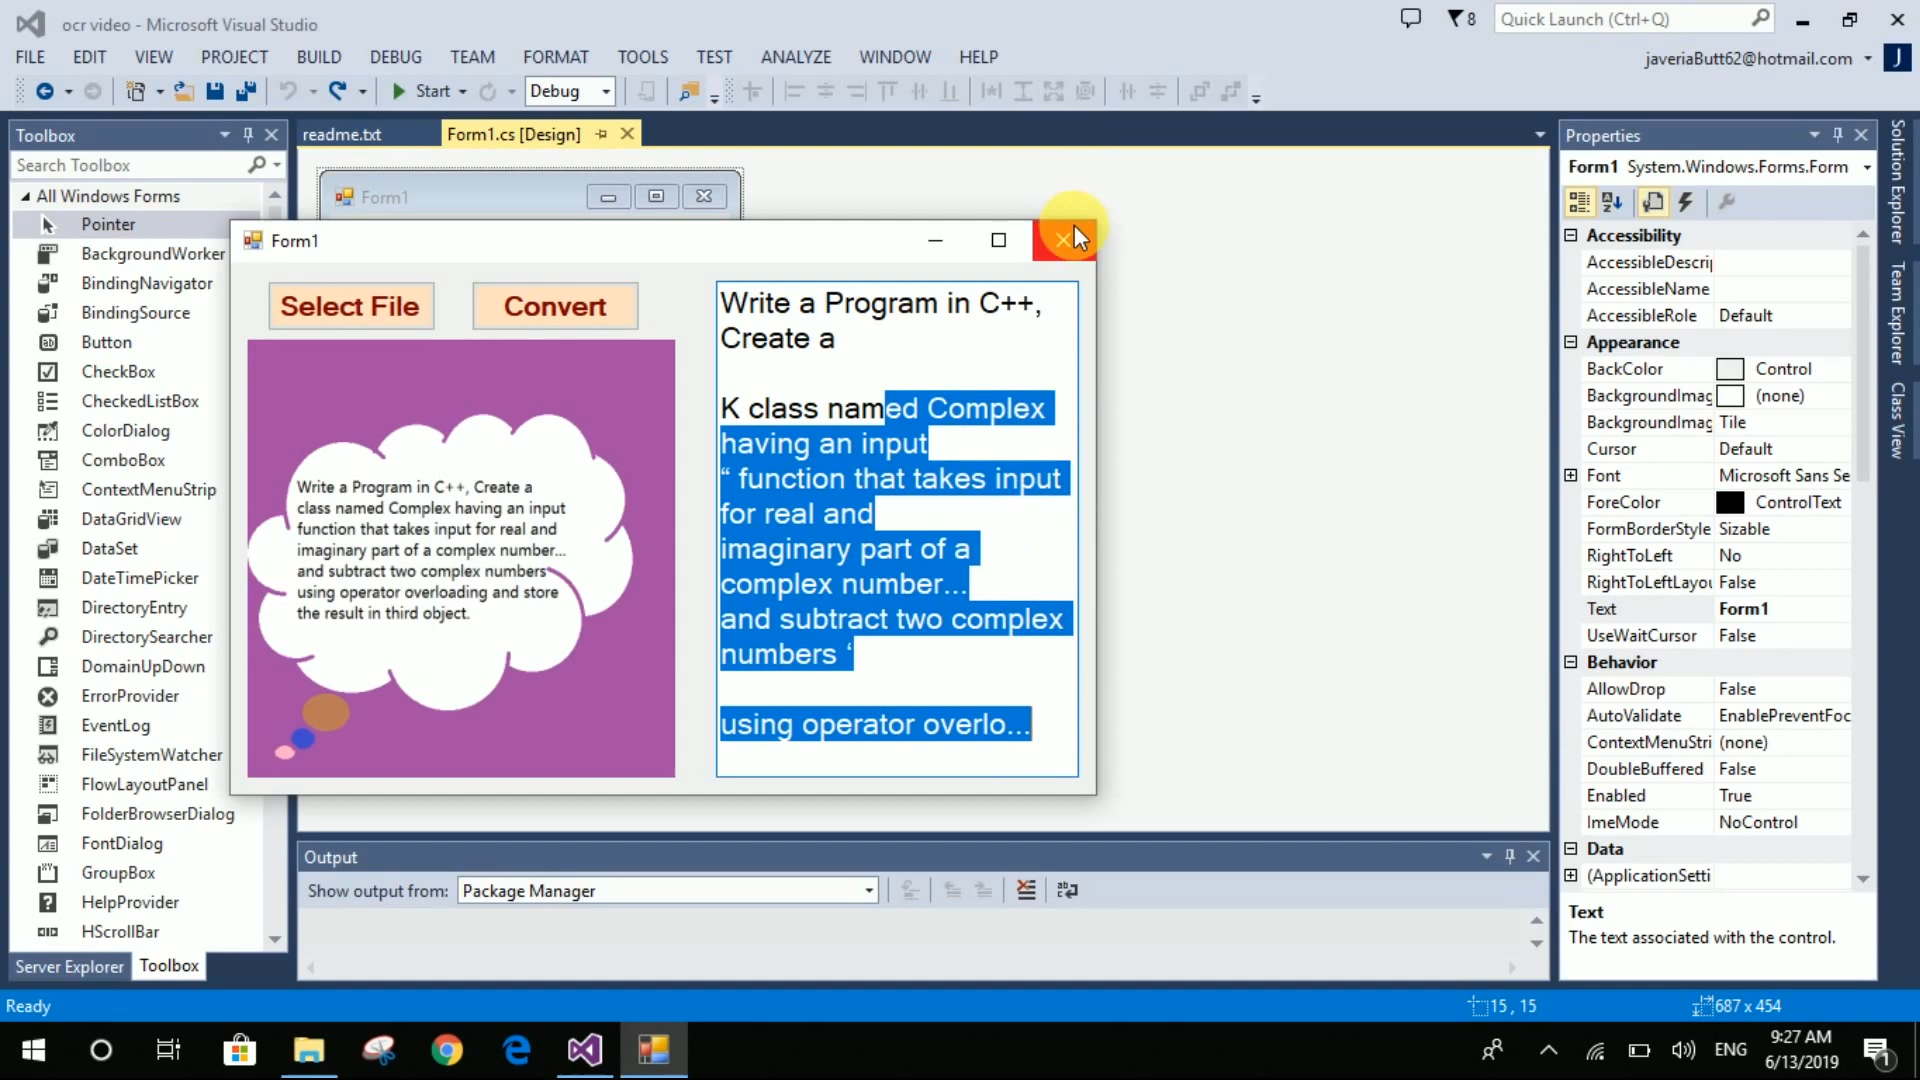 ocr video - Microsoft Visual Studio
8
Quick Launch (Ctrl+Q)
FILE EDIT VIEW PROJECT BUILD DEBUG TEAM FORMAT TOOLS TEST ANALYZE WINDOW HELP
javeriaButt62@hotmail.com
J
Start
Debug
Toolbox
Search Toolbox
All Windows Forms
Pointer
BackgroundWorker
BindingNavigator
BindingSource
Button
CheckBox
CheckedListBox
ColorDialog
ComboBox
ContextMenuStrip
DataGridView
DataSet
DateTimePicker
DirectoryEntry
DirectorySearcher
DomainUpDown
ErrorProvider
EventLog
FileSystemWatcher
FlowLayoutPanel
FolderBrowserDialog
FontDialog
GroupBox
HelpProvider
HScrollBar
Server Explorer Toolbox
readme.txt Form1.cs [Design]
Form1
Form1
Select File Convert
Write a Program in C++, Create a
class named Complex having an input
function that takes input for real and
imaginary part of a complex number...
and subtract two complex numbers
using operator overloading and store
the result in third object.
Write a Program in C++,
Create a
K class named Complex
having an input
“ function that takes input
for real and
imaginary part of a
complex number...
and subtract two complex
numbers ‘
using operator overlo...
Output
Show output from: Package Manager
Properties
Form1 System.Windows.Forms.Form
Accessibility
AccessibleDescrip
AccessibleName
AccessibleRole Default
Appearance
BackColor Control
BackgroundImag (none)
BackgroundImag Tile
Cursor Default
Font Microsoft Sans Se
ForeColor ControlText
FormBorderStyle Sizable
RightToLeft No
RightToLeftLayou False
Text Form1
UseWaitCursor False
Behavior
AllowDrop False
AutoValidate EnablePreventFoc
ContextMenuStri (none)
DoubleBuffered False
Enabled True
ImeMode NoControl
Data
(ApplicationSetti
Text
The text associated with the control.
Solution Explorer
Team Explorer
Class View
Ready
15 , 15
687 x 454
ENG
9:27 AM
6/13/2019
1